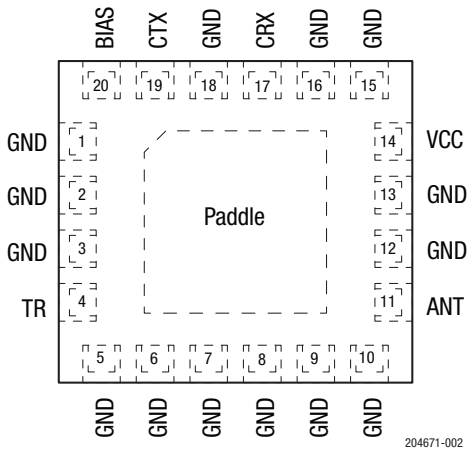 BIAS CTX GND CRX GND GND
20 19 18 17 16 15
GND 1 14 VCC
GND 2 13 GND
Paddle
GND 3 12 GND
TR 4 11 ANT
5 6 7 8 9 10
GND GND GND GND GND GND
204671-002